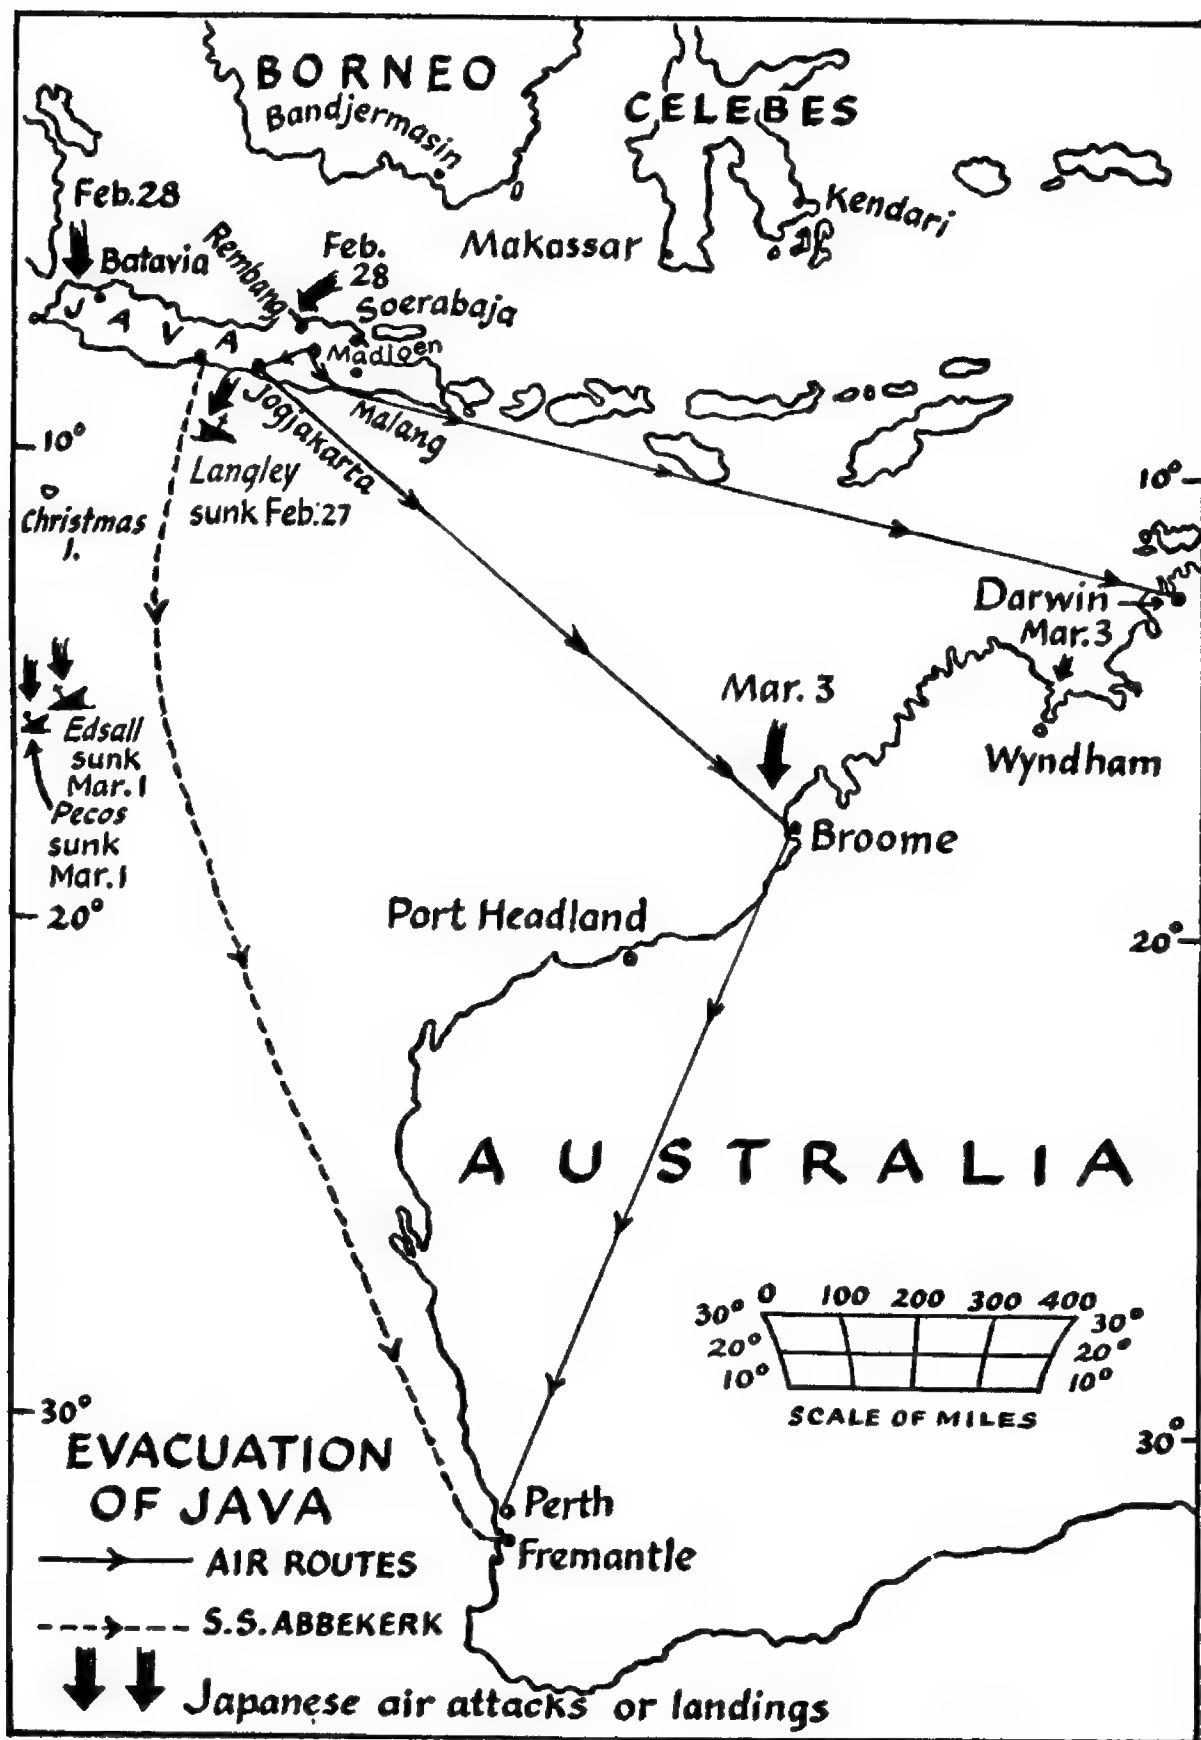 BORNEO
Bandjermasin
CELEBES
Kendari
Makassar
Feb. 28
Batavia
Rembang
Feb.
28
Soerabaja
JAVA
Madioen
Jogjakarta
Malang
10°
10°
Langley
sunk Feb. 27
Christmas
I.
Darwin
Mar. 3
Mar. 3
Wyndham
Edsall
sunk
Mar. 1
Pecos
sunk
Mar. 1
Broome
20°
Port Headland
20°
AUSTRALIA
0 100 200 300 400
30° 30°
20° 20°
10° 10°
SCALE OF MILES
30°
30°
EVACUATION
OF JAVA
Perth
Fremantle
AIR ROUTES
S.S. ABBEKERK
Japanese air attacks or landings